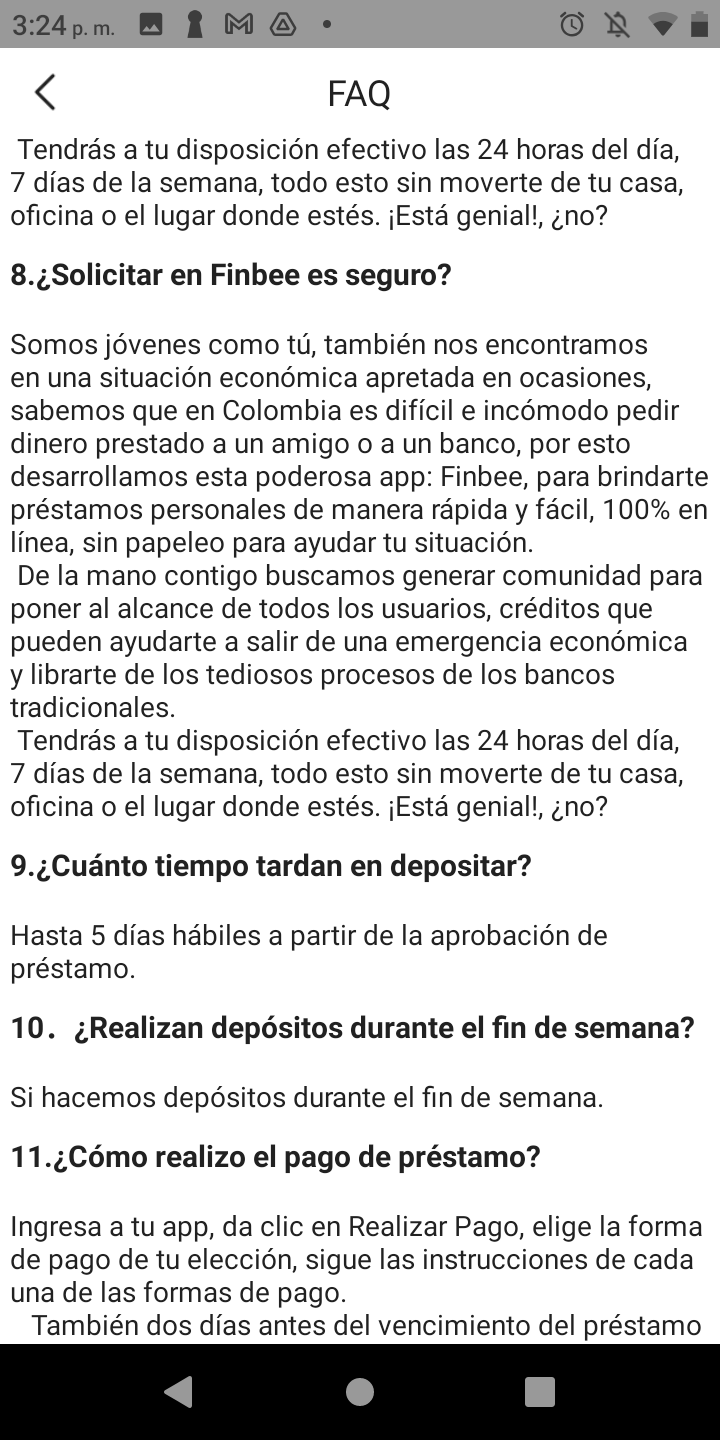 3:24 p. m.
FAQ
Tendrás a tu disposición efectivo las 24 horas del día,
7 días de la semana, todo esto sin moverte de tu casa,
oficina o el lugar donde estés. ¡Está genial!, ¿no?
8.¿Solicitar en Finbee es seguro?
Somos jóvenes como tú, también nos encontramos
en una situación económica apretada en ocasiones,
sabemos que en Colombia es difícil e incómodo pedir
dinero prestado a un amigo o a un banco, por esto
desarrollamos esta poderosa app: Finbee, para brindarte
préstamos personales de manera rápida y fácil, 100% en
línea, sin papeleo para ayudar tu situación.
De la mano contigo buscamos generar comunidad para
poner al alcance de todos los usuarios, créditos que
pueden ayudarte a salir de una emergencia económica
y librarte de los tediosos procesos de los bancos
tradicionales.
Tendrás a tu disposición efectivo las 24 horas del día,
7 días de la semana, todo esto sin moverte de tu casa,
oficina o el lugar donde estés. ¡Está genial!, ¿no?
9.¿Cuánto tiempo tardan en depositar?
Hasta 5 días hábiles a partir de la aprobación de
préstamo.
10. ¿Realizan depósitos durante el fin de semana?
Si hacemos depósitos durante el fin de semana.
11.¿Cómo realizo el pago de préstamo?
Ingresa a tu app, da clic en Realizar Pago, elige la forma
de pago de tu elección, sigue las instrucciones de cada
una de las formas de pago.
También dos días antes del vencimiento del préstamo